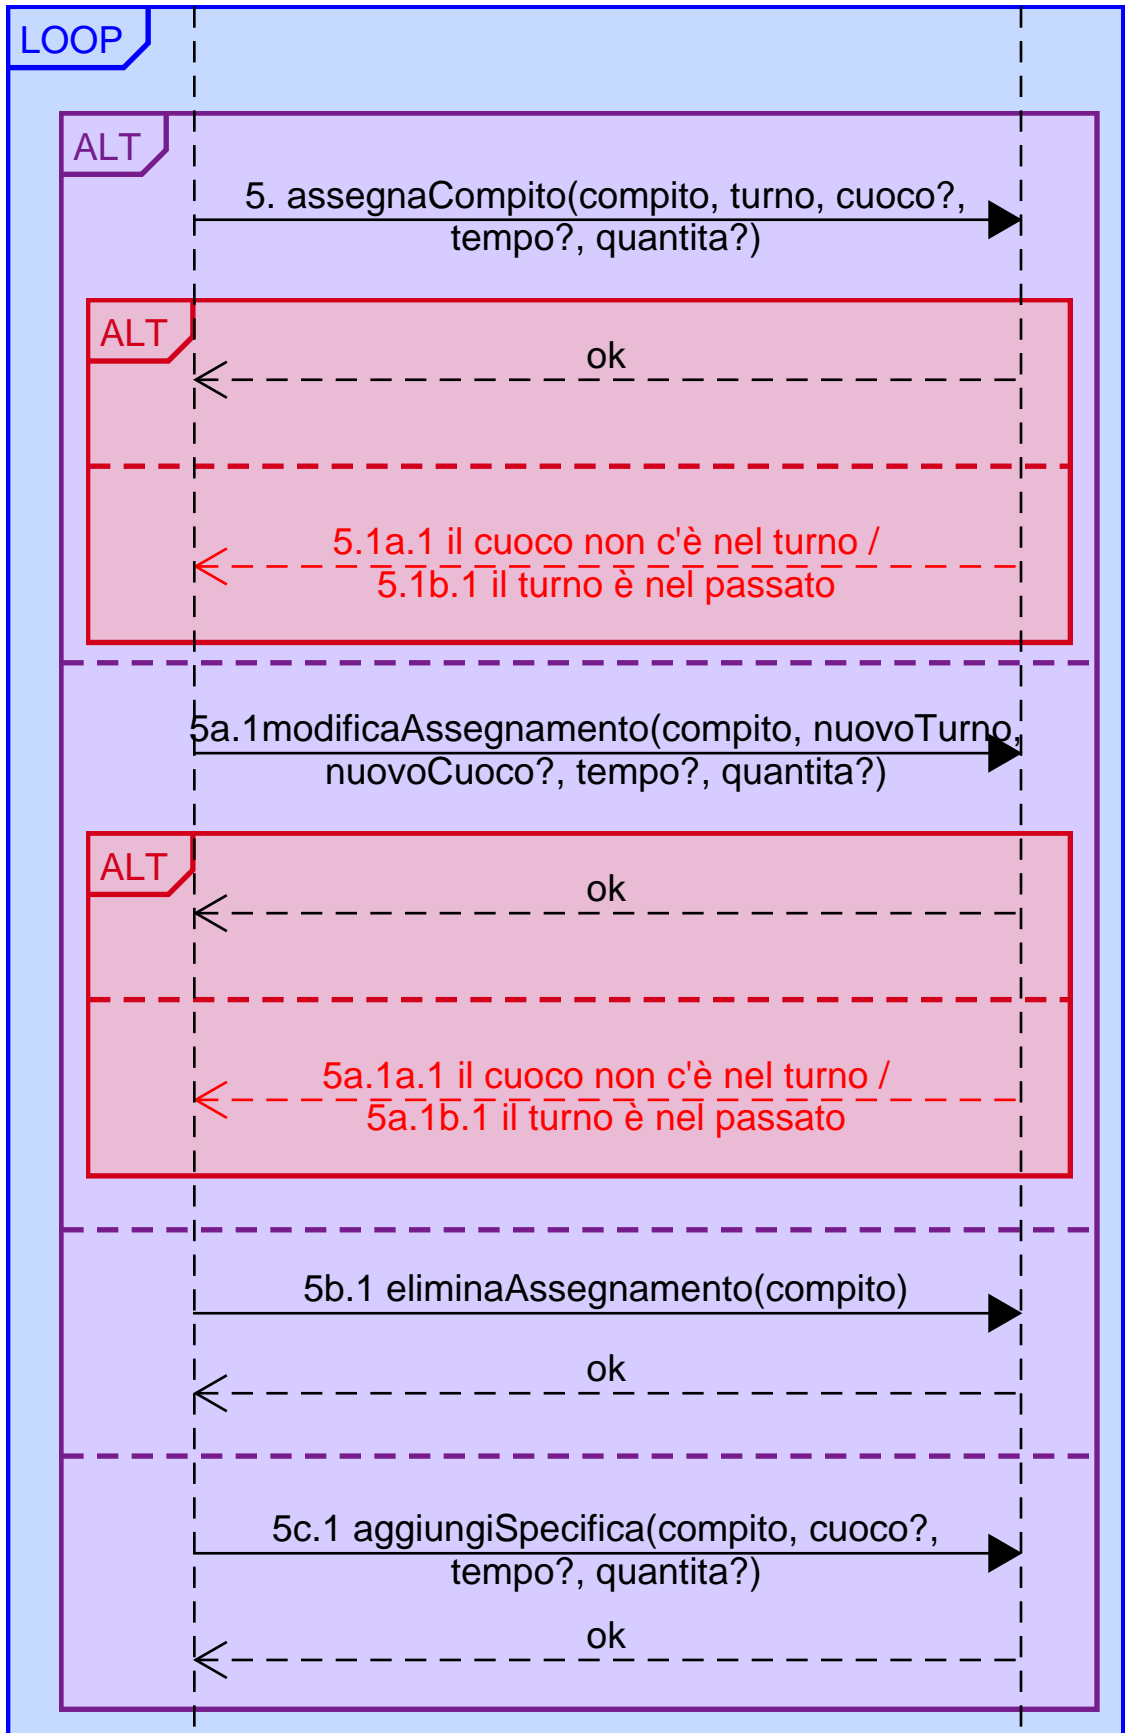 LOOP
ALT
5. assegnaCompito(compito, turno, cuoco?,
tempo?, quantita?)
ALT
ok
5.1a.1 il cuoco non c'è nel turno /
5.1b.1 il turno è nel passato
5a.1modificaAssegnamento(compito, nuovoTurno,
nuovoCuoco?, tempo?, quantita?)
ALT
ok
5a.1a.1 il cuoco non c'è nel turno /
5a.1b.1 il turno è nel passato
5b.1 eliminaAssegnamento(compito)
ok
5c.1 aggiungiSpecifica(compito, cuoco?,
tempo?, quantita?)
ok